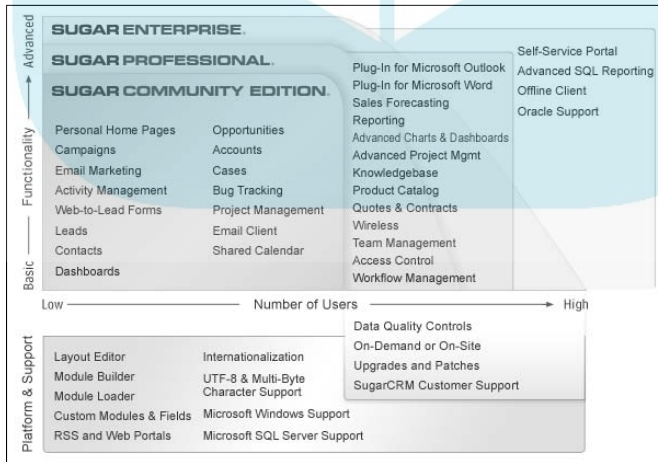 SUGAR ENTERPRISE.
SUGAR PROFESSIONAL.
SUGAR COMMUNITY EDITION.
Personal Home Pages
Campaigns
Email Marketing
Activity Management
Web-to-Lead Forms
Leads
Contacts
Dashboards
Opportunities
Accounts
Cases
Bug Tracking
Project Management
Email Client
Shared Calendar
Plug-In for Microsoft Outlook
Plug-In for Microsoft Word
Sales Forecasting
Reporting
Advanced Charts & Dashboards
Advanced Project Mgmt
Knowledgebase
Product Catalog
Quotes & Contracts
Wireless
Team Management
Access Control
Workflow Management
Self-Service Portal
Advanced SQL Reporting
Offline Client
Oracle Support
Basic
Functionality
Advanced
Low
Number of Users
High
Platform & Support
Layout Editor
Module Builder
Module Loader
Custom Modules & Fields
RSS and Web Portals
Internationalization
UTF-8 & Multi-Byte
Character Support
Microsoft Windows Support
Microsoft SQL Server Support
Data Quality Controls
On-Demand or On-Site
Upgrades and Patches
SugarCRM Customer Support